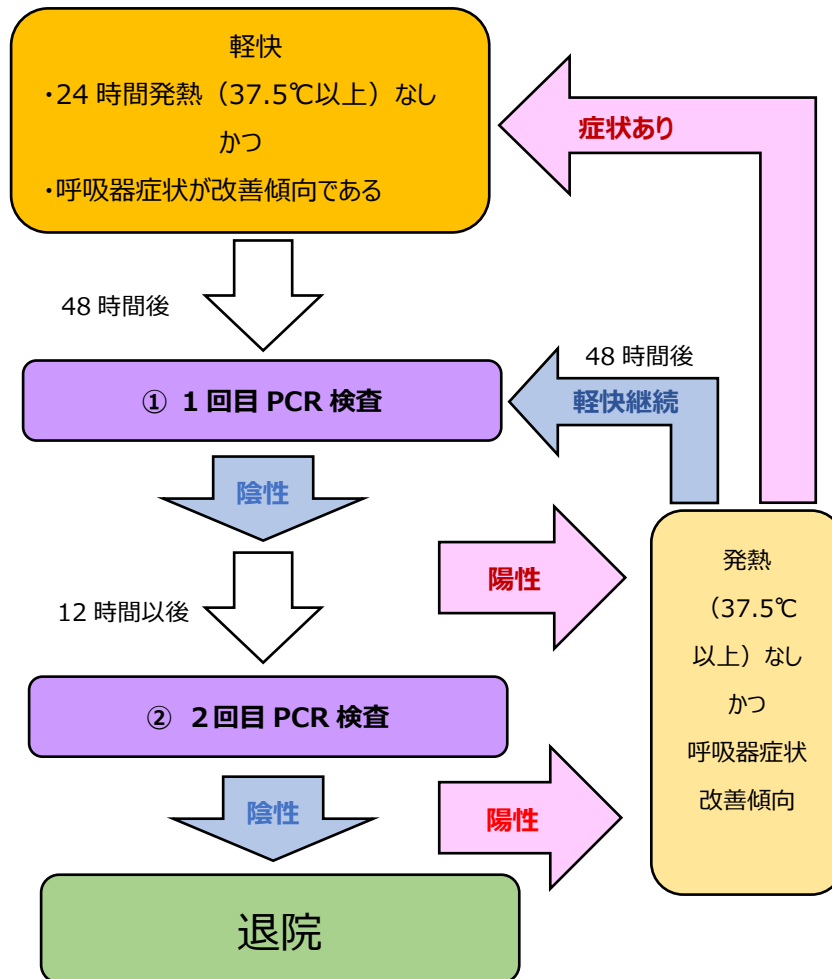 軽快
・24 時間発熱（37.5℃以上）なし
かつ
・呼吸器症状が改善傾向である
症状あり
48 時間後
48 時間後
① 1回目 PCR 検査
軽快継続
陰性
陽性
12 時間以後
② 2回目 PCR 検査
陰性
陽性
発熱
（37.5℃
以上）なし
かつ
呼吸器症状
改善傾向
退院